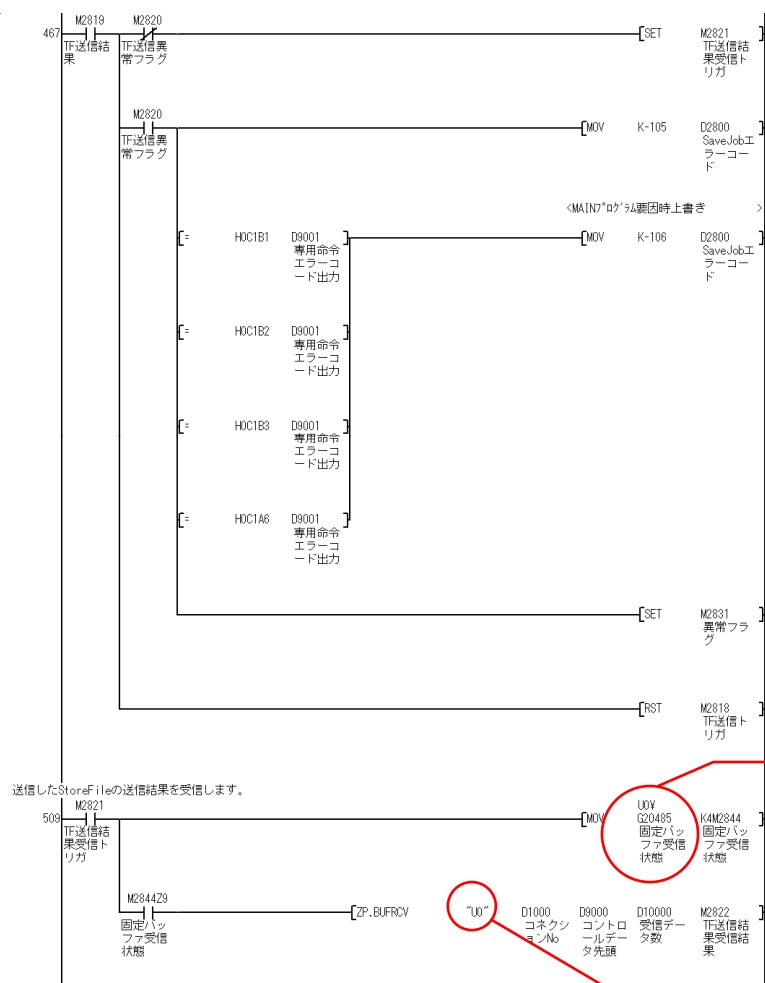 M2819 M2820
467
TF送信結果 TF送信異常フラグ
SET M2821
TF送信結果受信トリガ
M2820
TF送信異常フラグ
MOV K-105 D2800
SaveJobエラーコード
<MAINプログラム要因時上書き >
= H0C1B1 D9001
専用命令エラーコード出力
MOV K-106 D2800
SaveJobエラーコード
= H0C1B2 D9001
専用命令エラーコード出力
= H0C1B3 D9001
専用命令エラーコード出力
= H0C1A6 D9001
専用命令エラーコード出力
SET M2831
異常フラグ
RST M2818
TF送信トリガ
送信したStoreFileの送信結果を受信します。
M2821
509
TF送信結果受信トリガ
MOV U0¥G20485 K4M2844
固定バッファ受信状態 固定バッファ受信状態
M2844Z9
固定バッファ受信状態
ZP.BUFRCV "U0" D1000 D9000 D10000 M2822
コネクションNo コントロールデータ先頭 受信データ数 TF送信結果受信結果